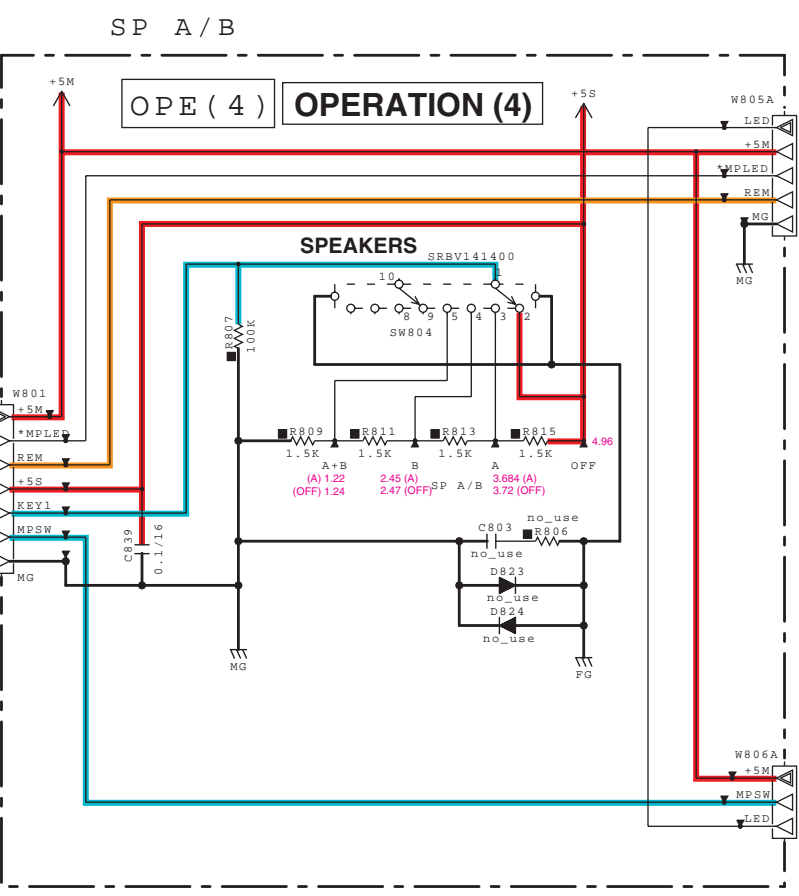 SP A/B
+5M
OPE(4)
OPERATION (4)
+5S
W805A
LED
+5M
*MPLED
REM
MG
MG
SPEAKERS
SRBV141400
10
1
8
9
5
4
3
2
SW804
R807
100K
W801
+5M
*MPLED
REM
+5S
KEY1
MPSW
MG
R809
R811
R813
R815
1.5K
1.5K
1.5K
1.5K
4.96
A+B
B
A
OFF
(A) 1.22
2.45 (A)
3.684 (A)
(OFF) 1.24
2.47 (OFF)
SP A/B
3.72 (OFF)
C839
0.1/16
no_use
C803
R806
no_use
D823
no_use
D824
no_use
MG
FG
W806A
+5M
MPSW
LED